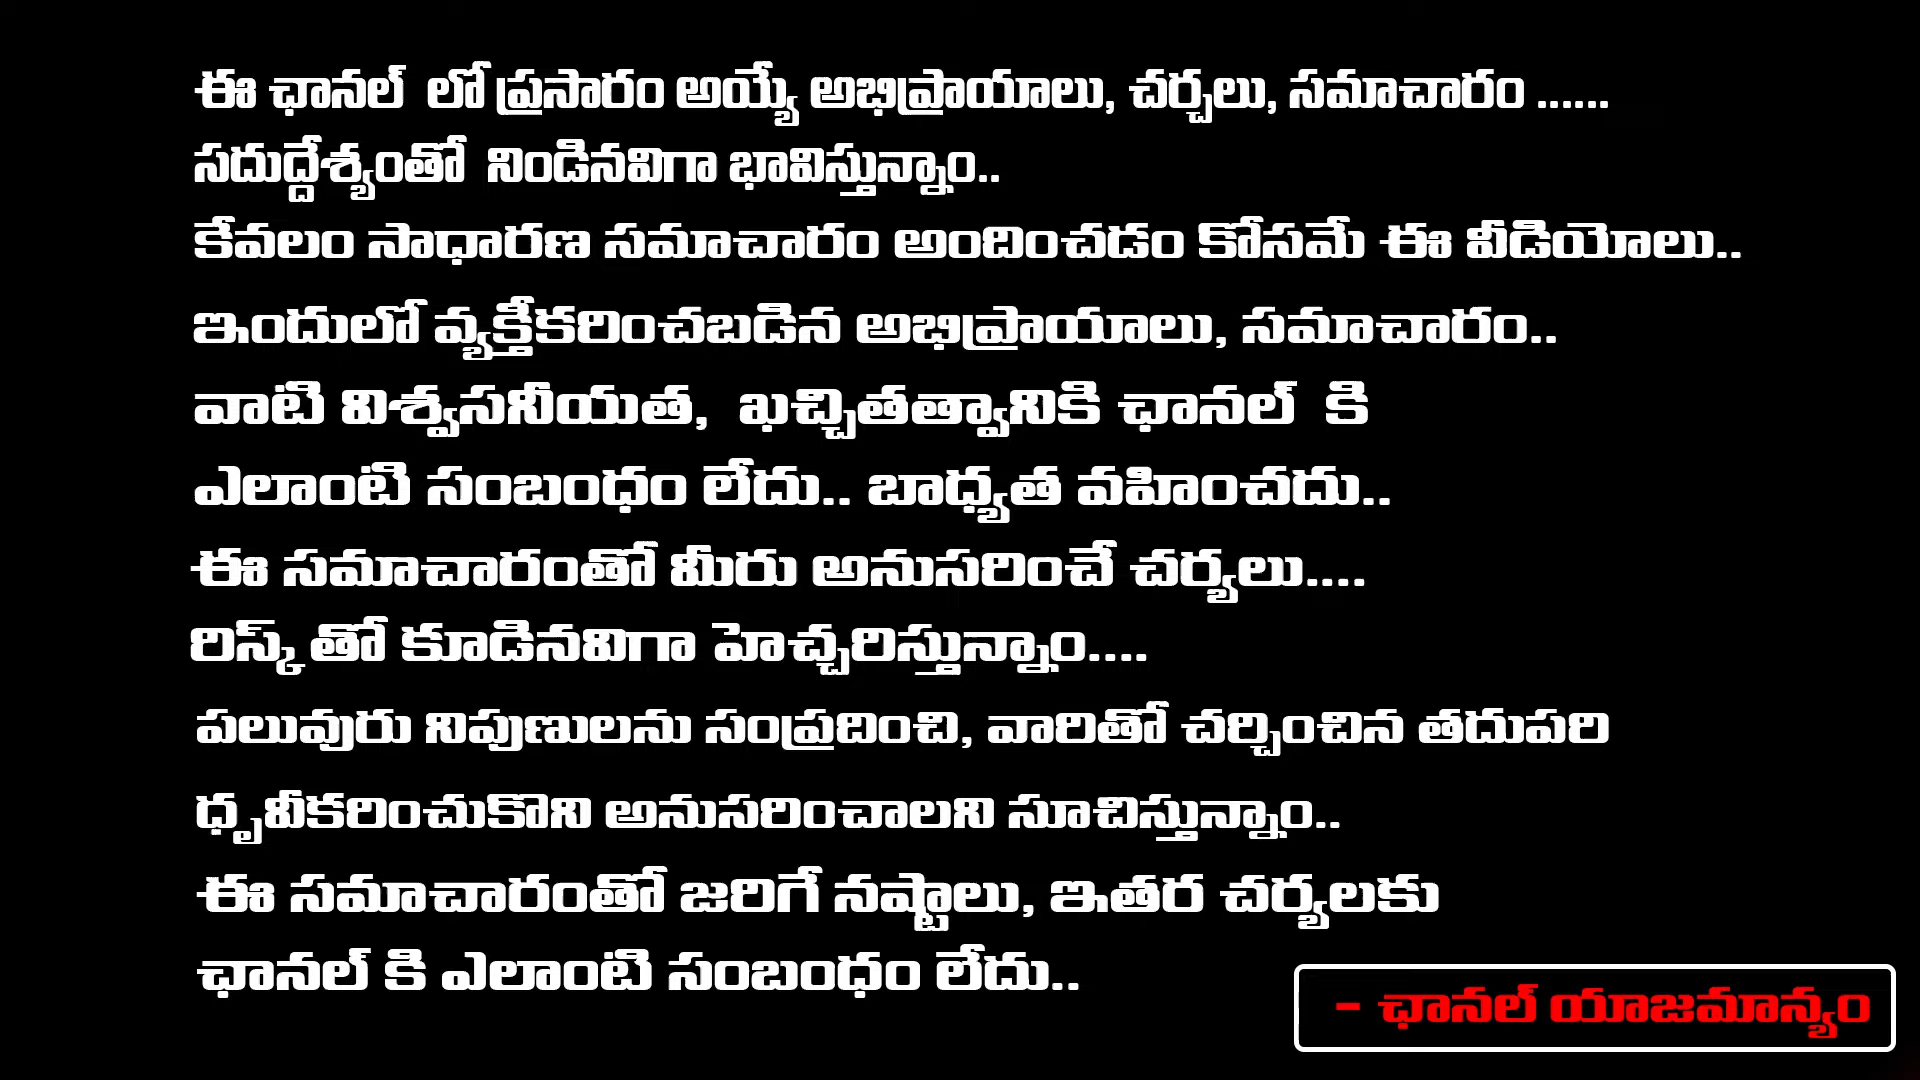 ఈ ఛానల్ లో ప్రసారం అయ్యే అభిప్రాయాలు, చర్చలు, సమాచారం ......
సదుద్దేశ్యంతో నిండినవిగా భావిస్తున్నాం..
కేవలం సాధారణ సమాచారం అందించడం కోసమే ఈ వీడియోలు..
ఇందులో వ్యక్తీకరించబడిన అభిప్రాయాలు, సమాచారం..
వాటి విశ్వసనీయత, ఖచ్చితత్వానికి ఛానల్ కి
ఎలాంటి సంబంధం లేదు.. బాధ్యత వహించదు..
ఈ సమాచారంతో మీరు అనుసరించే చర్యలు....
రిస్క్ తో కూడినవిగా హెచ్చరిస్తున్నాం....
పలువురు నిపుణులను సంప్రదించి, వారితో చర్చించిన తదుపరి
ధృవీకరించుకొని అనుసరించాలని సూచిస్తున్నాం..
ఈ సమాచారంతో జరిగే నష్టాలు, ఇతర చర్యలకు
ఛానల్ కి ఎలాంటి సంబంధం లేదు..
- ఛానల్ యాజమాన్యం